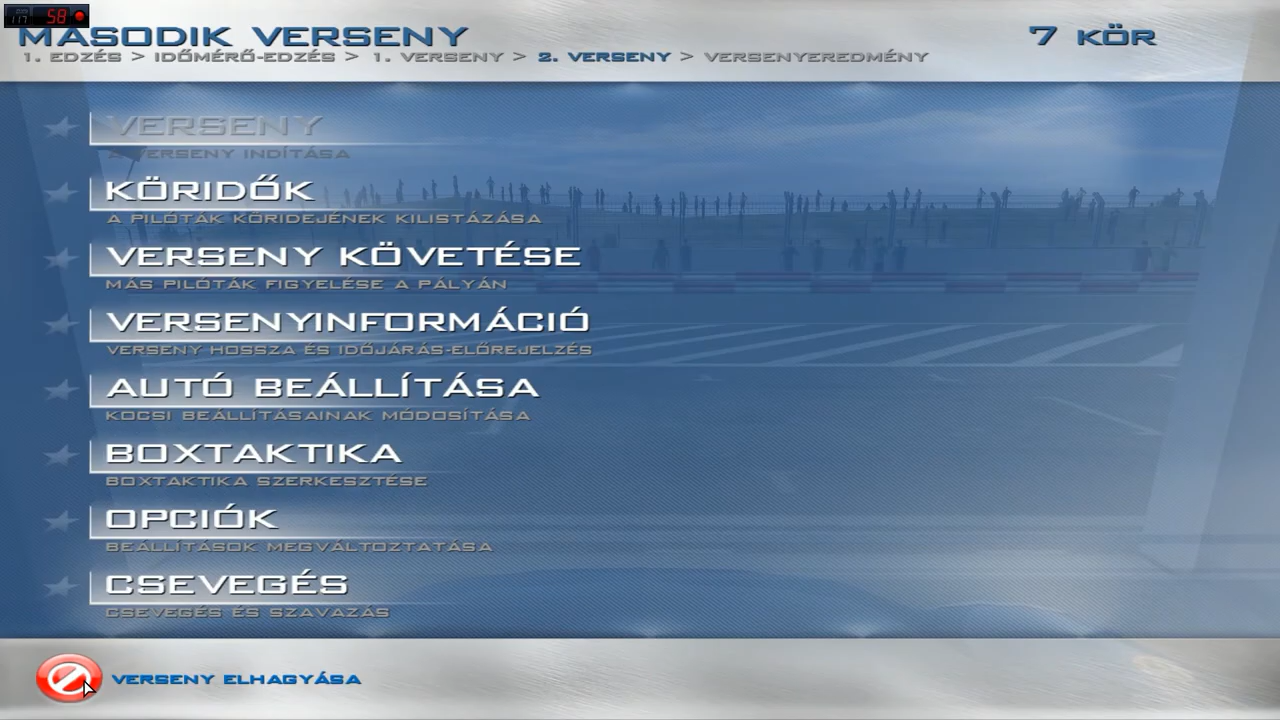 117 58
MÁSODIK VERSENY
7 KÖR
1. EDZÉS > IDŐMÉRŐ-EDZÉS > 1. VERSENY > 2. VERSENY > VERSENYEREDMÉNY
VERSENY
A VERSENY INDÍTÁSA
KÖRIDŐK
A PILÓTÁK KÖRIDEJÉNEK KILISTÁZÁSA
VERSENY KÖVETÉSE
MÁS PILÓTÁK FIGYELÉSE A PÁLYÁN
VERSENYINFORMÁCIÓ
VERSENY HOSSZA ÉS IDŐJÁRÁS-ELŐREJELZÉS
AUTÓ BEÁLLÍTÁSA
KOCSI BEÁLLÍTÁSAINAK MÓDOSÍTÁSA
BOXTAKTIKA
BOXTAKTIKA SZERKESZTÉSE
OPCIÓK
BEÁLLÍTÁSOK MEGVÁLTOZTATÁSA
CSEVEGÉS
CSEVEGÉS ÉS SZAVAZÁS
VERSENY ELHAGYÁSA